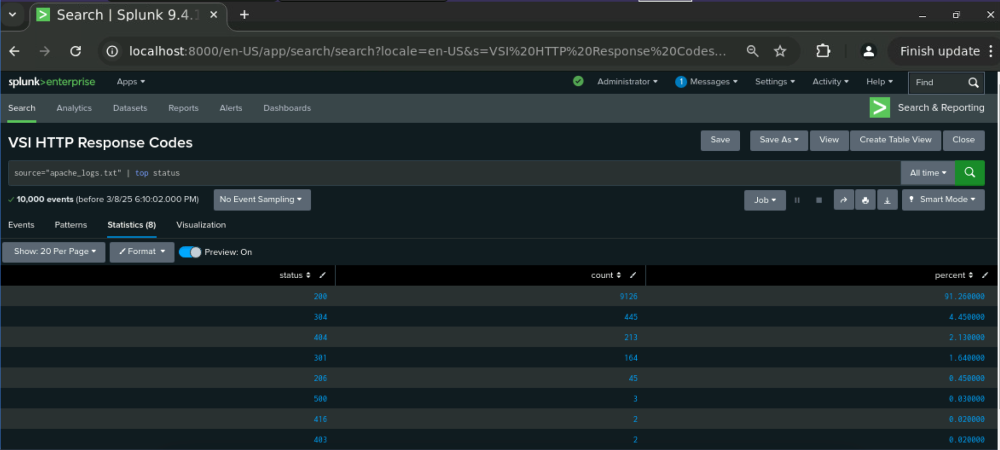 Search | Splunk 9.4.1
localhost:8000/en-US/app/search/search?locale=en-US&s=VSI%20HTTP%20Response%20Codes...
Finish update
splunk>enterprise Apps Administrator 1 Messages Settings Activity Help Find
Search Analytics Datasets Reports Alerts Dashboards Search & Reporting
VSI HTTP Response Codes Save Save As View Create Table View Close
source="apache_logs.txt" | top status All time
10,000 events (before 3/8/25 6:10:02.000 PM) No Event Sampling Job Smart Mode
Events Patterns Statistics (8) Visualization
Show: 20 Per Page Format Preview: On
status count percent
200 9126 91.260000
304 445 4.450000
404 213 2.130000
301 164 1.640000
206 45 0.450000
500 3 0.030000
416 2 0.020000
403 2 0.020000